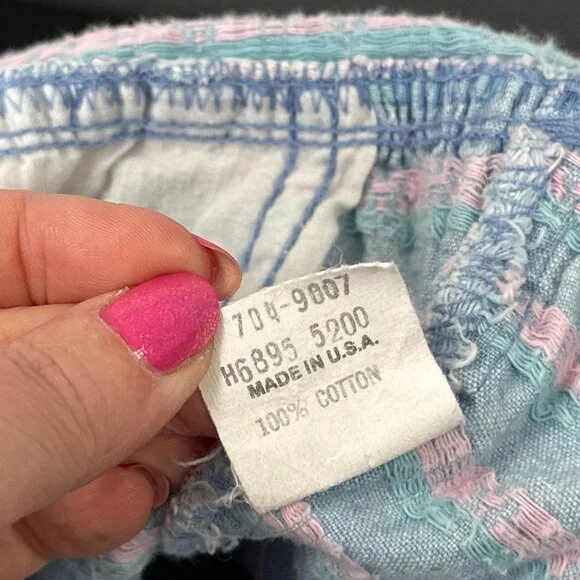 704-9007
H6895 5200
MADE IN U.S.A.
100% COTTON